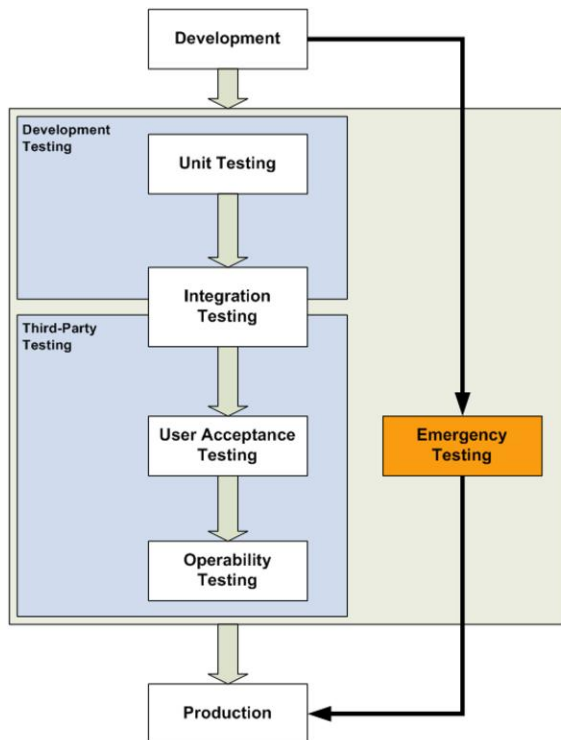 Development
Development
Testing
Unit Testing
Integration
Testing
Third-Party
Testing
User Acceptance
Testing
Emergency
Testing
Operability
Testing
Production